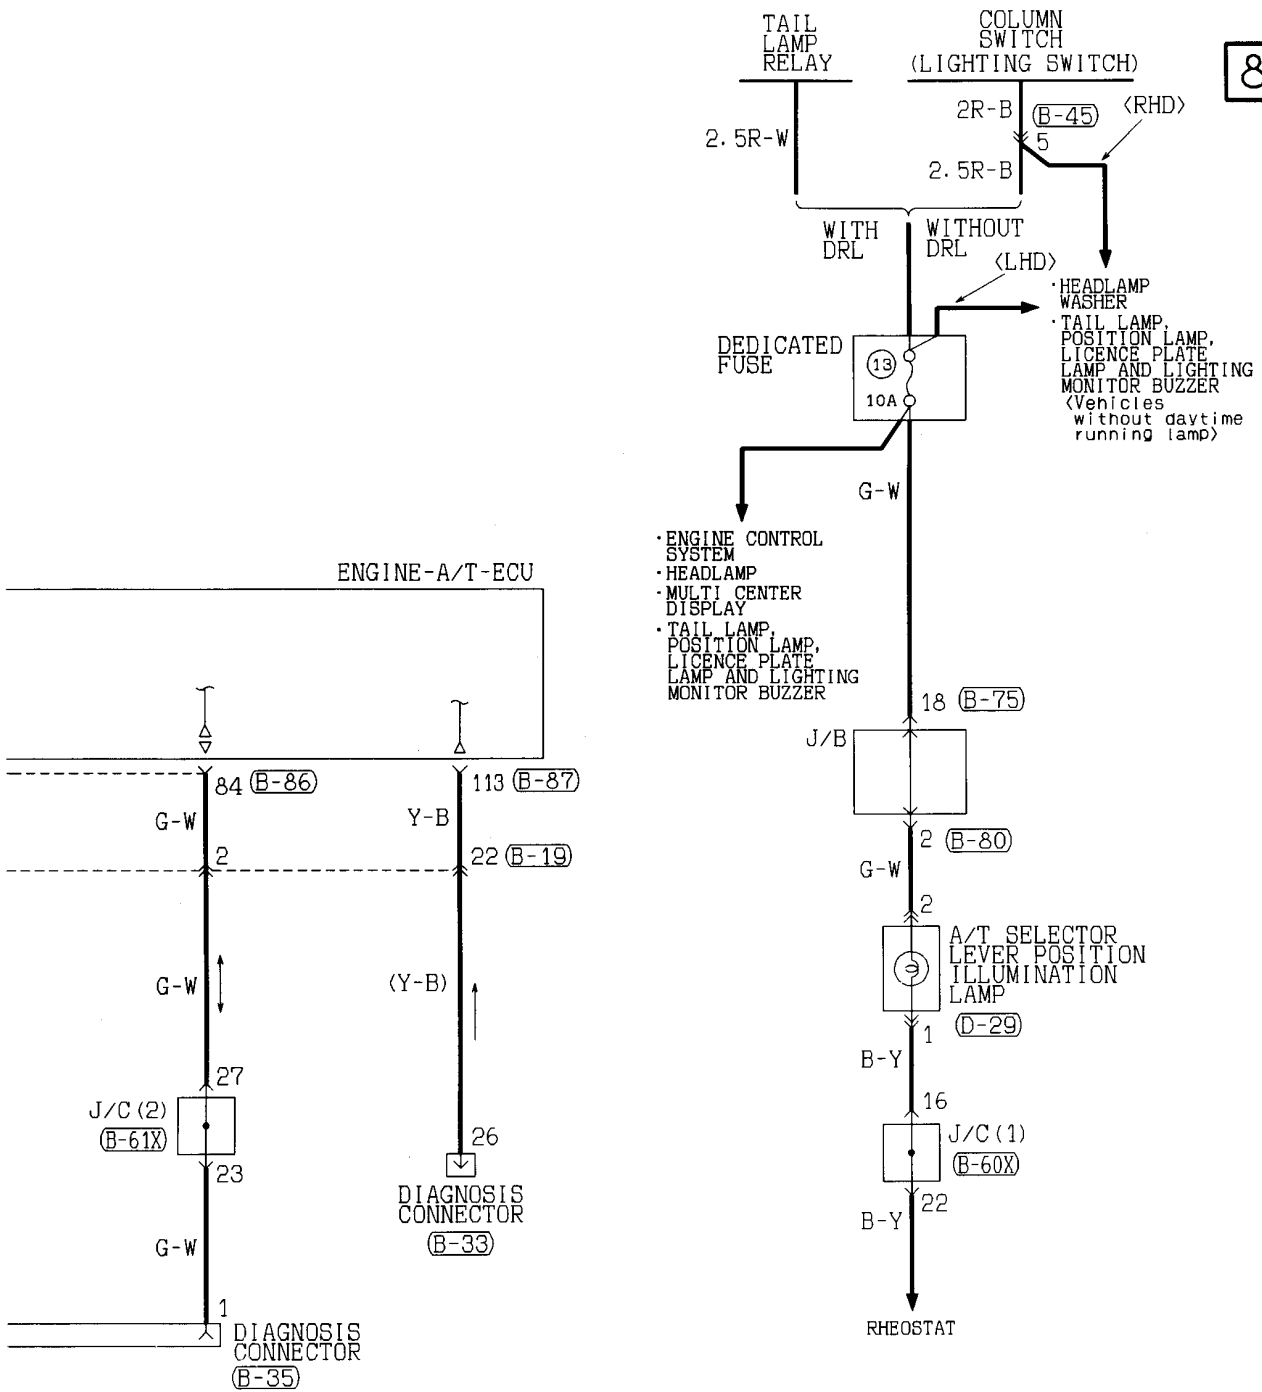 TAIL
LAMP
RELAY
COLUMN
SWITCH
(LIGHTING SWITCH)
8
2R-B
B-45
<RHD>
5
2.5R-W
2.5R-B
WITH
DRL
WITHOUT
DRL
<LHD>
·HEADLAMP
WASHER
·TAIL LAMP,
POSITION LAMP,
LICENCE PLATE
LAMP AND LIGHTING
MONITOR BUZZER
<Vehicles
without daytime
running lamp>
DEDICATED
FUSE
13
10A
G-W
·ENGINE CONTROL
SYSTEM
·HEADLAMP
·MULTI CENTER
DISPLAY
·TAIL LAMP,
POSITION LAMP,
LICENCE PLATE
LAMP AND LIGHTING
MONITOR BUZZER
ENGINE-A/T-ECU
18 B-75
J/B
84 B-86
113 B-87
G-W
Y-B
2
22 B-19
2 B-80
G-W
2
A/T SELECTOR
LEVER POSITION
ILLUMINATION
LAMP
D-29
1
G-W
(Y-B)
B-Y
27
J/C(2)
B-61X
23
16
J/C(1)
B-60X
22
26
DIAGNOSIS
CONNECTOR
B-33
G-W
B-Y
1
DIAGNOSIS
CONNECTOR
B-35
RHEOSTAT